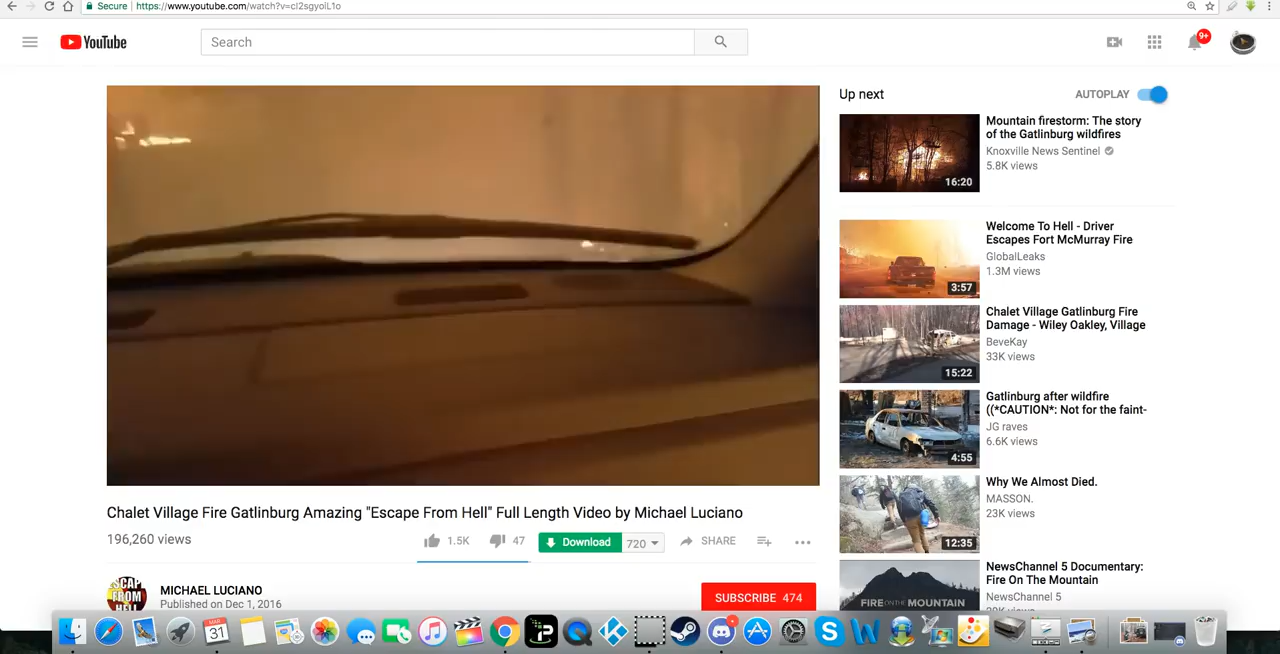 Secure https://www.youtube.com/watch?v=cI2sgyoiL1o
YouTube
Search
9+
Up next
AUTOPLAY
Mountain firestorm: The story
of the Gatlinburg wildfires
Knoxville News Sentinel
5.8K views
16:20
Welcome To Hell - Driver
Escapes Fort McMurray Fire
GlobalLeaks
1.3M views
3:57
Chalet Village Gatlinburg Fire
Damage - Wiley Oakley, Village
BeveKay
33K views
15:22
Gatlinburg after wildfire
((*CAUTION*: Not for the faint-
JG raves
6.6K views
4:55
Why We Almost Died.
MASSON.
23K views
12:35
NewsChannel 5 Documentary:
Fire On The Mountain
NewsChannel 5
FIRE ON THE MOUNTAIN
Chalet Village Fire Gatlinburg Amazing "Escape From Hell" Full Length Video by Michael Luciano
196,260 views
1.5K
47
Download
720
SHARE
ESCAPE
FROM
HELL
MICHAEL LUCIANO
Published on Dec 1, 2016
SUBSCRIBE 474
MAR
31